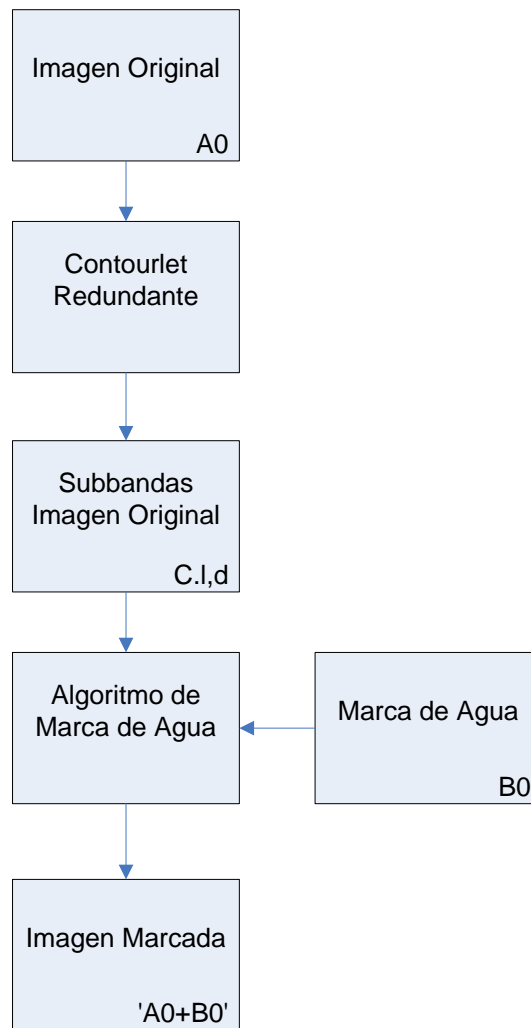 Imagen Original
A0
Contourlet
Redundante
Subbandas
Imagen Original
C.l,d
Algoritmo de
Marca de Agua
Marca de Agua
B0
Imagen Marcada
'A0+B0'